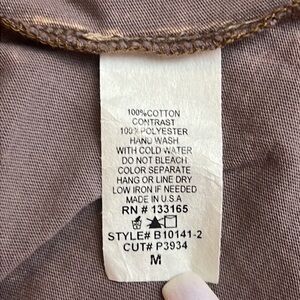 100%COTTON
CONTRAST
100%POLYESTER
HAND WASH
WITH COLD WATER
DO NOT BLEACH
COLOR SEPARATE
HANG OR LINE DRY
LOW IRON IF NEEDED
MADE IN U.S.A
RN # 133165
STYLE# B10141-2
CUT# P3934
M